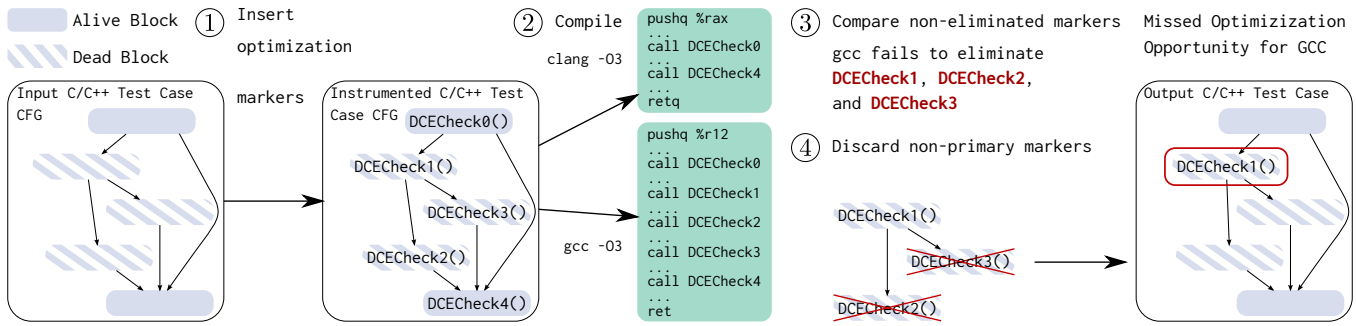 Alive Block
Dead Block
Input C/C++ Test Case
CFG
1
Insert
optimization
markers
Instrumented C/C++ Test
Case CFG
DCECheck0()
DCECheck1()
DCECheck3()
DCECheck2()
DCECheck4()
2 Compile
clang -O3
gcc -O3
pushq %rax
...
call DCECheck0
...
call DCECheck4
...
retq
pushq %r12
...
call DCECheck0
...
call DCECheck1
....
call DCECheck2
...
call DCECheck3
...
call DCECheck4
...
ret
3 Compare non-eliminated markers
gcc fails to eliminate
DCECheck1, DCECheck2,
and DCECheck3
4 Discard non-primary markers
DCECheck1()
DCECheck3()
DCECheck2()
Missed Optimizization
Opportunity for GCC
Output C/C++ Test Case
DCECheck1()